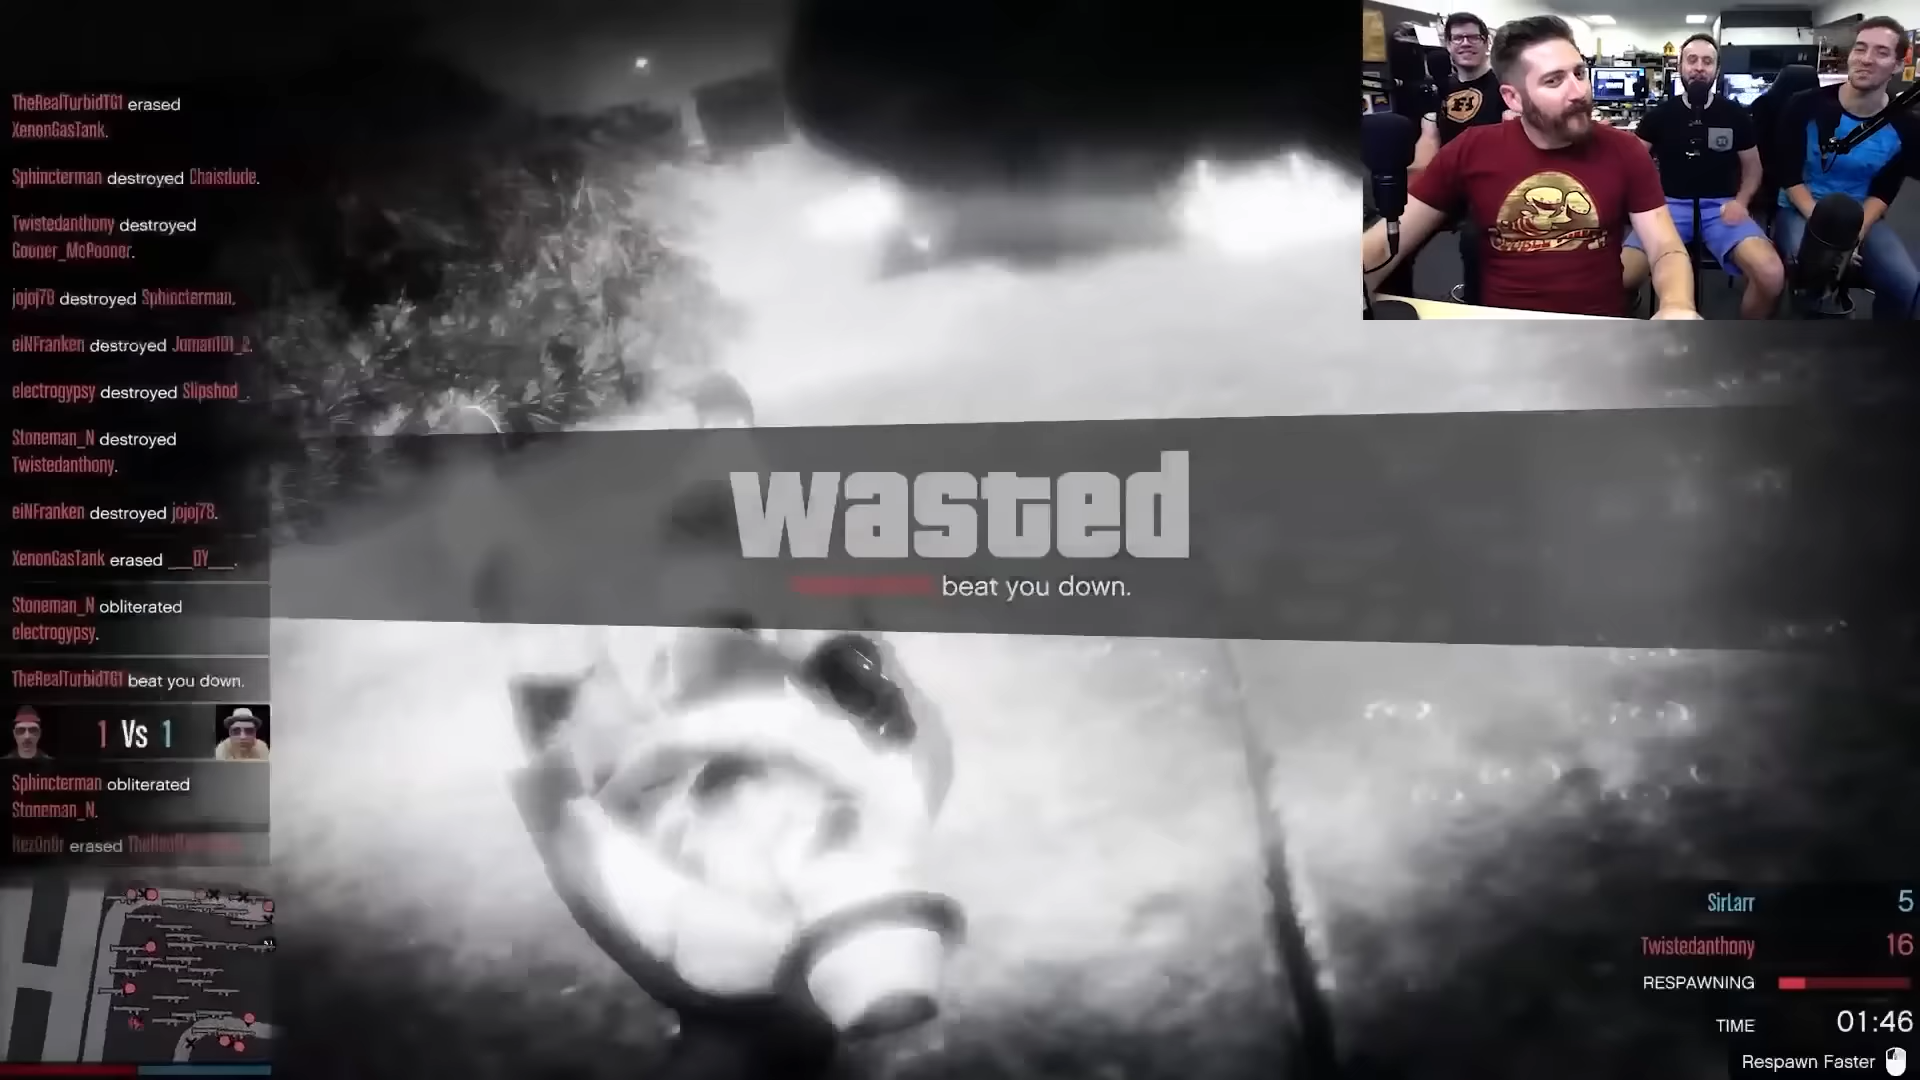 TheRealTurbidTG1 erased
XenonGasTank.
Sphincterman destroyed Chaisdude.
Twistedanthony destroyed
Gooner_McPooner.
jojoj78 destroyed Sphincterman.
eiNFranken destroyed Joman101_2.
electrogypsy destroyed Slipshod_.
Stoneman_N destroyed
Twistedanthony.
eiNFranken destroyed jojoj78.
XenonGasTank erased ___OY___.
Stoneman_N obliterated
electrogypsy.
TheRealTurbidTG1 beat you down.
1 Vs 1
Sphincterman obliterated
Stoneman_N.
erased
wasted
beat you down.
SirLarr 5
Twistedanthony 16
RESPAWNING
TIME 01:46
Respawn Faster